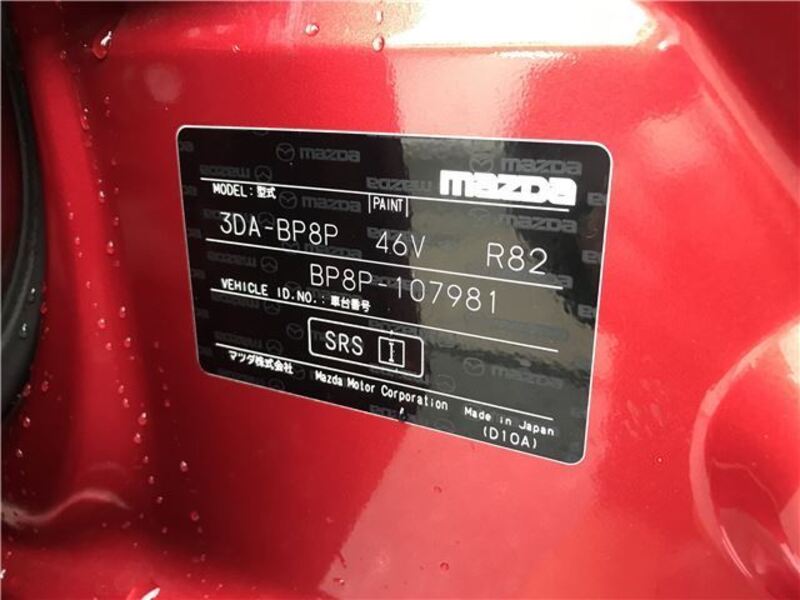 mazda
MODEL: 型式 PAINT
3DA-BP8P 46V R82
BP8P-107981
VEHICLE ID.NO.: 車台番号
SRS
マツダ株式会社 Mazda Motor Corporation Made in Japan
(D10A)